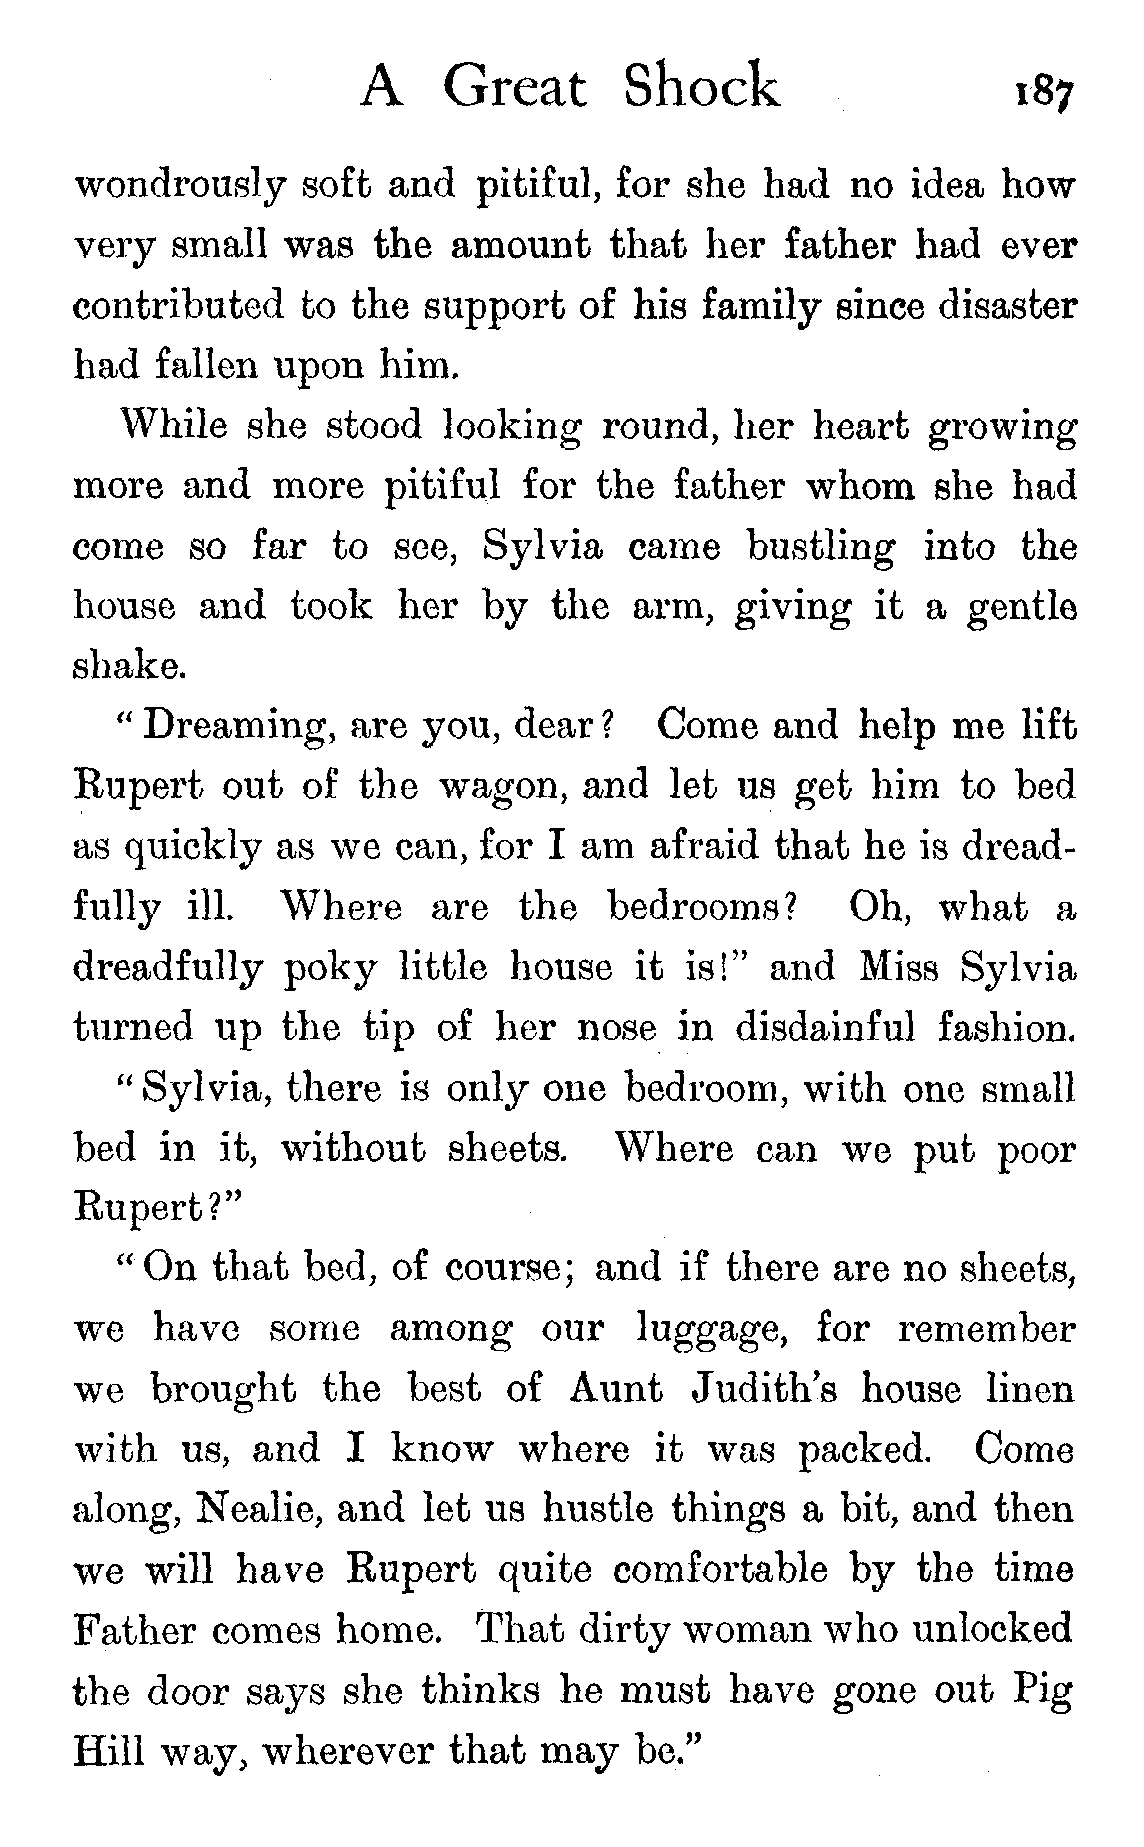 A Great Shock 187
wondrously soft and pitiful, for she had no idea how
very small was the amount that her father had ever
contributed to the support of his family since disaster
had fallen upon him.
While she stood looking round, her heart growing
more and more pitiful for the father whom she had
come so far to see, Sylvia came bustling into the
house and took her by the arm, giving it a gentle
shake.
“Dreaming, are you, dear? Come and help me lift
Rupert out of the wagon, and let us get him to bed
as quickly as we can, for I am afraid that he is dread-
fully ill. Where are the bedrooms? Oh, what a
dreadfully poky little house it is!” and Miss Sylvia
turned up the tip of her nose in disdainful fashion.
“Sylvia, there is only one bedroom, with one small
bed in it, without sheets. Where can we put poor
Rupert?”
“On that bed, of course; and if there are no sheets,
we have some among our luggage, for remember
we brought the best of Aunt Judith’s house linen
with us, and I know where it was packed. Come
along, Nealie, and let us hustle things a bit, and then
we will have Rupert quite comfortable by the time
Father comes home. That dirty woman who unlocked
the door says she thinks he must have gone out Pig
Hill way, wherever that may be.”